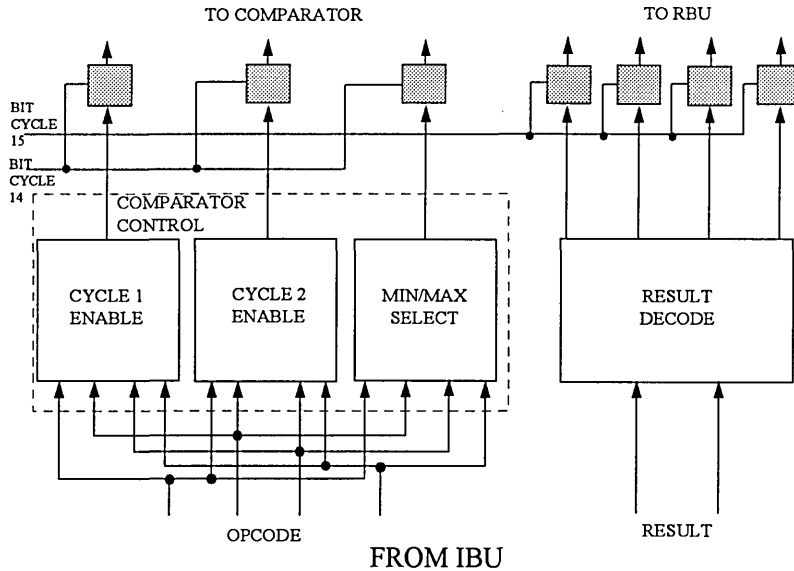 TO COMPARATOR
TO RBU
BIT
CYCLE
15
BIT
CYCLE
14
COMPARATOR
CONTROL
CYCLE 1
ENABLE
CYCLE 2
ENABLE
MIN/MAX
SELECT
RESULT
DECODE
OPCODE
RESULT
FROM IBU